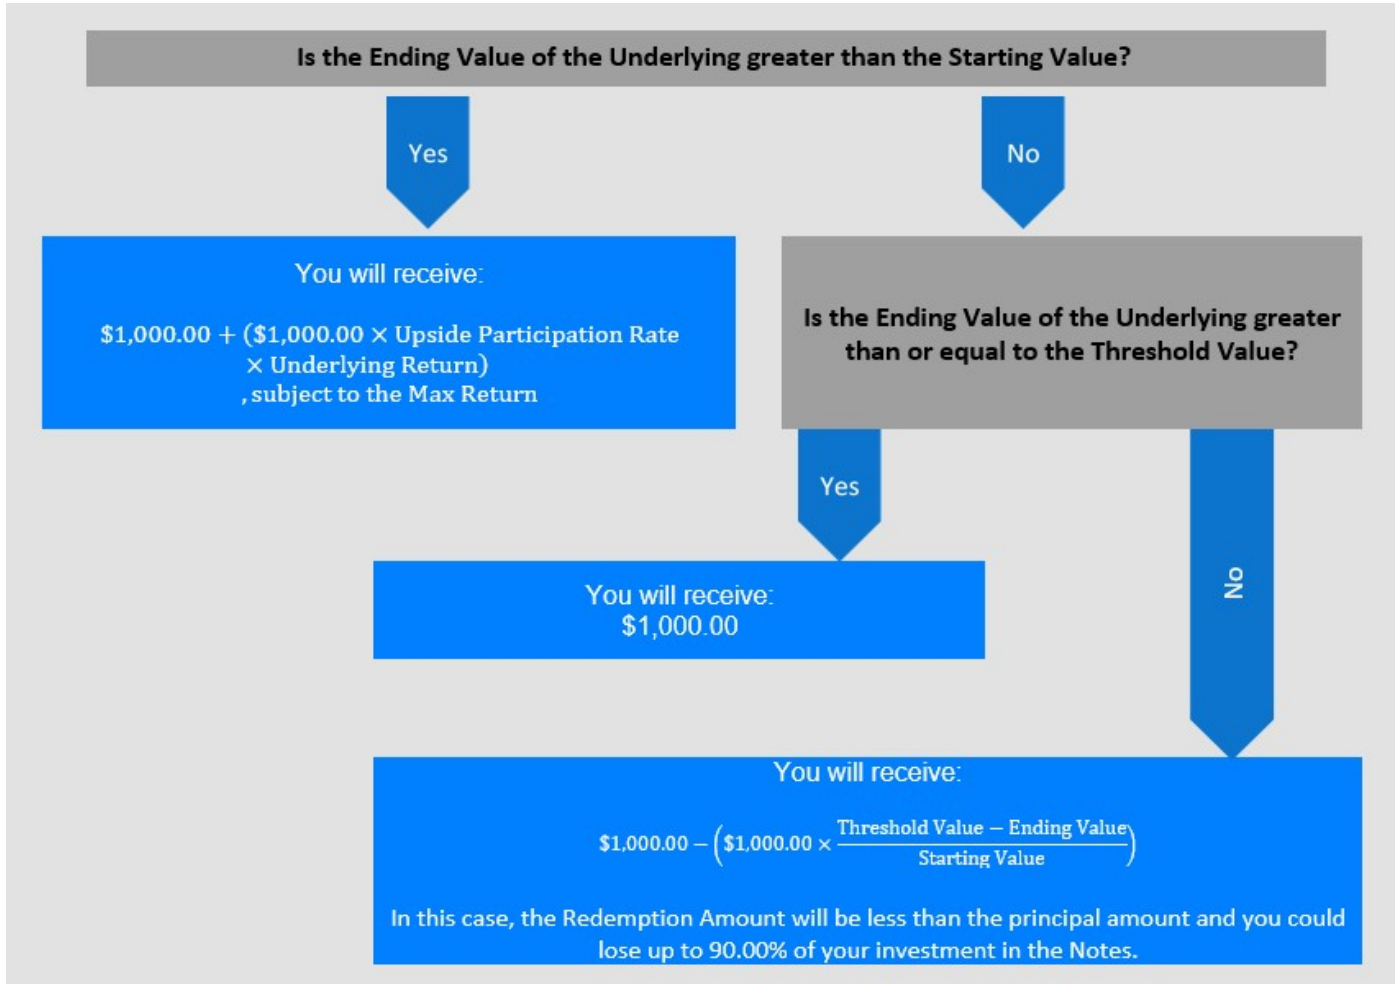 Is the Ending Value of the Underlying greater than the Starting Value?
Yes
No
You will receive:
$1,000.00 + ($1,000.00 × Upside Participation Rate
× Underlying Return)
, subject to the Max Return
Is the Ending Value of the Underlying greater
than or equal to the Threshold Value?
Yes
No
You will receive:
$1,000.00
You will receive:
$1,000.00 − ($1,000.00 × Threshold Value − Ending Value
Starting Value)
In this case, the Redemption Amount will be less than the principal amount and you could
lose up to 90.00% of your investment in the Notes.